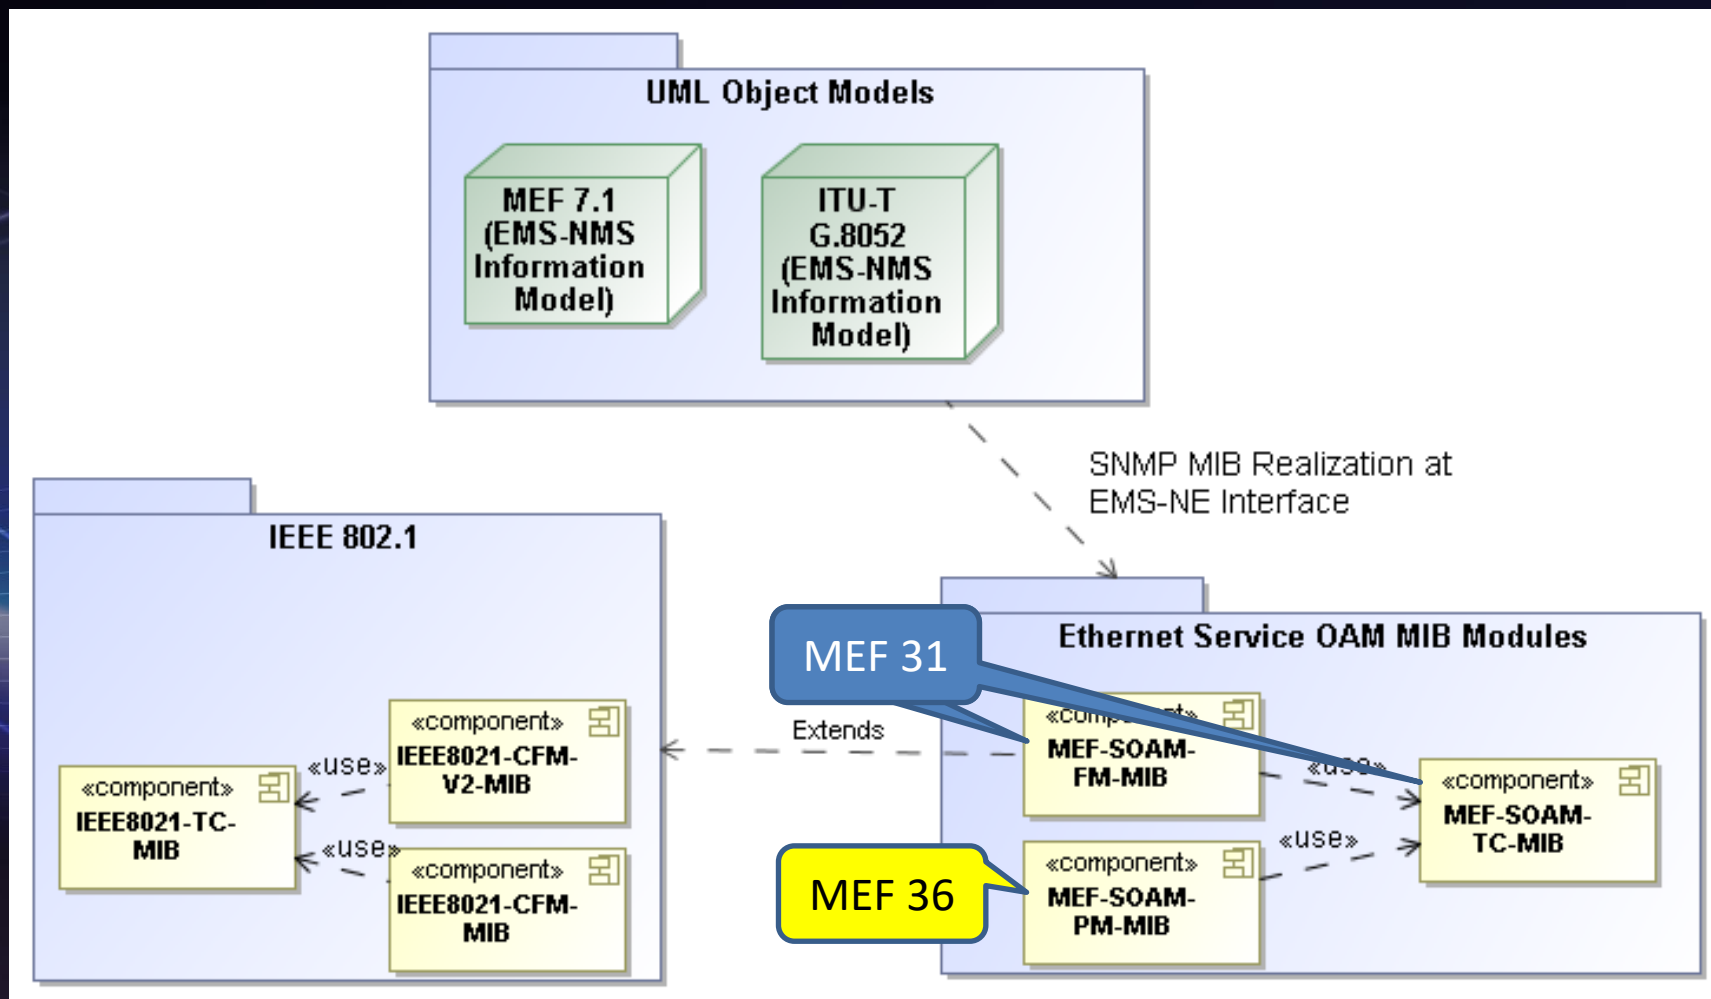 UML Object Models
MEF 7.1
(EMS-NMS
Information
Model)
ITU-T
G.8052
(EMS-NMS
Information
Model)
SNMP MIB Realization at
EMS-NE Interface
IEEE 802.1
«component»
IEEE8021-TC-
MIB
«use»
«use»
«component»
IEEE8021-CFM-
V2-MIB
«component»
IEEE8021-CFM-
MIB
Extends
Ethernet Service OAM MIB Modules
MEF 31
«component»
MEF-SOAM-
FM-MIB
«use»
MEF 36
«component»
MEF-SOAM-
PM-MIB
«use»
«component»
MEF-SOAM-
TC-MIB